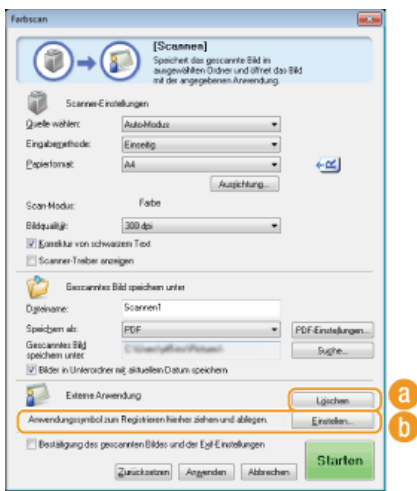 Farbscan
[Scannen]
Speichert das gescannte Bild im
ausgewählten Ordner und öffnet das Bild
mit der angegebenen Anwendung.
Scanner-Einstellungen
Quelle wählen: Auto-Modus
Eingabemethode: Einseitig
Papierformat: A4
Ausrichtung...
Scan-Modus: Farbe
Bildqualität: 300 dpi
Korrektur von schwarzem Text
Scanner-Treiber anzeigen
Gescanntes Bild speichern unter
Dateiname: Scannen1
Speichern als: PDF PDF-Einstellungen...
Gescanntes Bild
speichern unter: Suche...
Bilder in Unterordner mit aktuellem Datum speichern
Externe Anwendung Löschen a
Anwendungssymbol zum Registrieren hierher ziehen und ablegen. Einstellen... b
Bestätigung des gescannten Bildes und der Exif-Einstellungen
Zurücksetzen Anwenden Abbrechen Starten